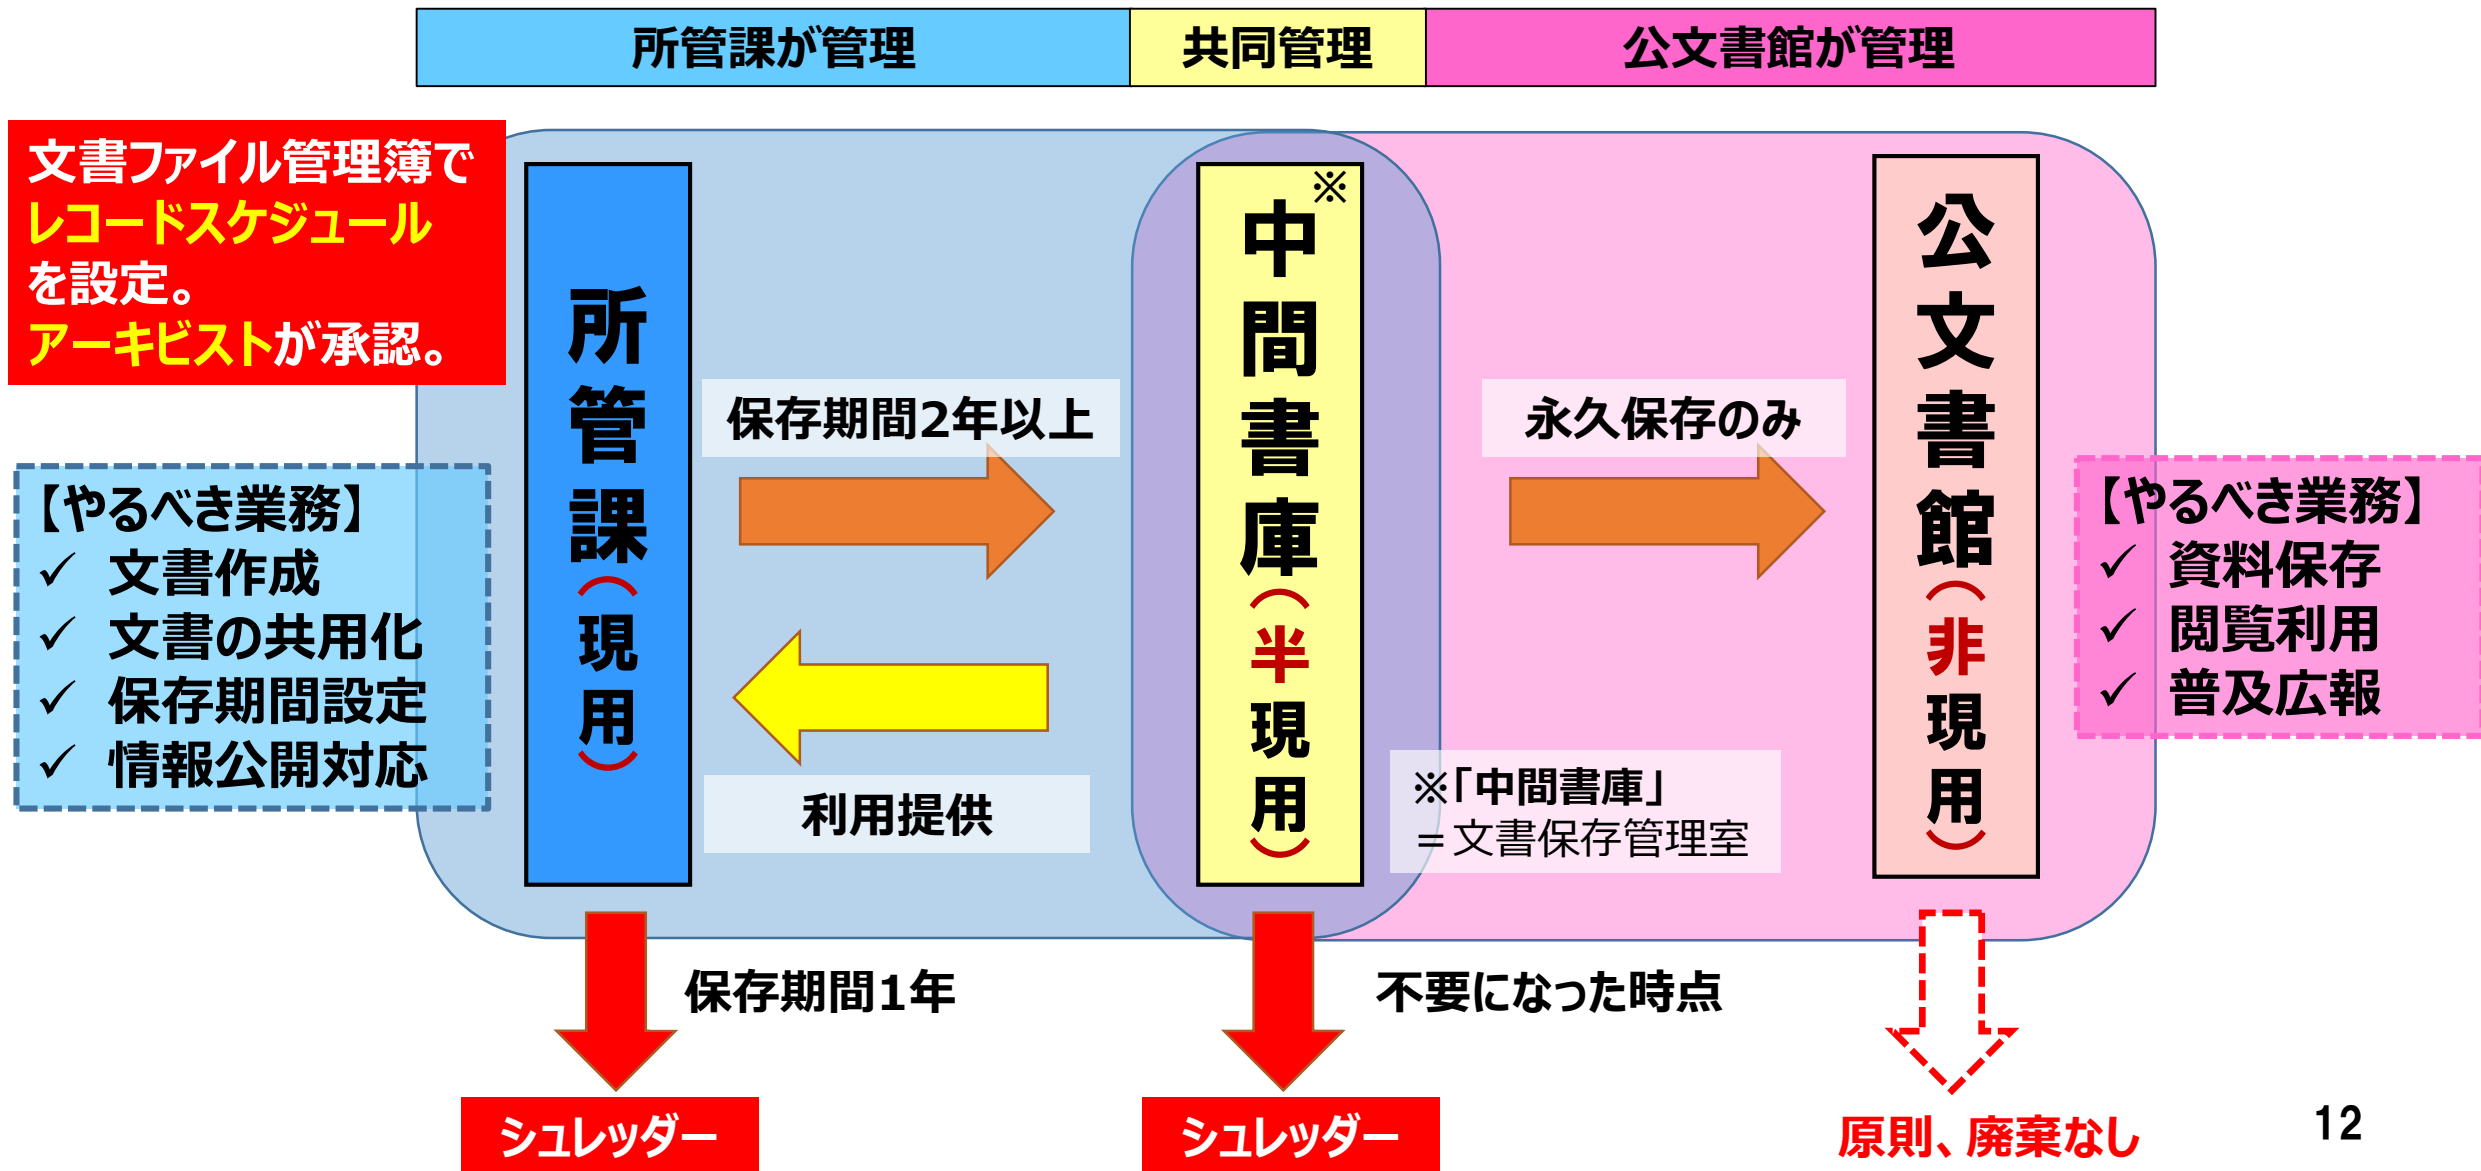 所管課が管理
共同管理
公文書館が管理
文書ファイル管理簿で
レコードスケジュール
を設定。
アーキビストが承認。
【やるべき業務】
✓ 文書作成
✓ 文書の共用化
✓ 保存期間設定
✓ 情報公開対応
所管課(現用)
保存期間2年以上
利用提供
※
中間書庫(半現用)
永久保存のみ
※「中間書庫」
＝文書保存管理室
公文書館(非現用)
【やるべき業務】
✓ 資料保存
✓ 閲覧利用
✓ 普及広報
保存期間1年
不要になった時点
シュレッダー
シュレッダー
原則、廃棄なし
12